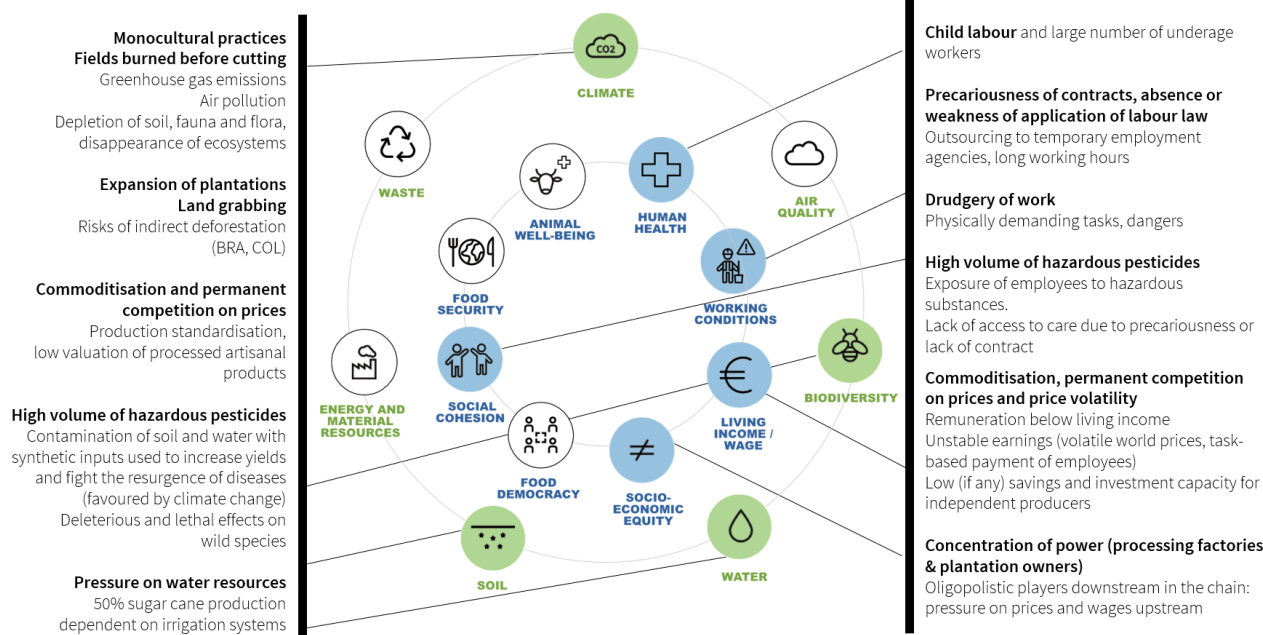 Monocultural practices
Fields burned before cutting
Greenhouse gas emissions
Air pollution
Depletion of soil, fauna and flora,
disappearance of ecosystems
Expansion of plantations
Land grabbing
Risks of indirect deforestation
(BRA, COL)
Commoditisation and permanent
competition on prices
Production standardisation,
low valuation of processed artisanal
products
High volume of hazardous pesticides
Contamination of soil and water with
synthetic inputs used to increase yields
and fight the resurgence of diseases
(favoured by climate change)
Deleterious and lethal effects on
wild species
Pressure on water resources
50% sugar cane production
dependent on irrigation systems
CO2
CLIMATE
WASTE
AIR
QUALITY
ANIMAL
WELL-BEING
HUMAN
HEALTH
FOOD
SECURITY
WORKING
CONDITIONS
ENERGY AND
MATERIAL
RESOURCES
SOCIAL
COHESION
LIVING
INCOME /
WAGE
BIODIVERSITY
FOOD
DEMOCRACY
SOCIO-
ECONOMIC
EQUITY
SOIL
WATER
Child labour and large number of underage
workers
Precariousness of contracts, absence or
weakness of application of labour law
Outsourcing to temporary employment
agencies, long working hours
Drudgery of work
Physically demanding tasks, dangers
High volume of hazardous pesticides
Exposure of employees to hazardous
substances.
Lack of access to care due to precariousness or
lack of contract
Commoditisation, permanent competition
on prices and price volatility
Remuneration below living income
Unstable earnings (volatile world prices, task-
based payment of employees)
Low (if any) savings and investment capacity for
independent producers
Concentration of power (processing factories
& plantation owners)
Oligopolistic players downstream in the chain:
pressure on prices and wages upstream